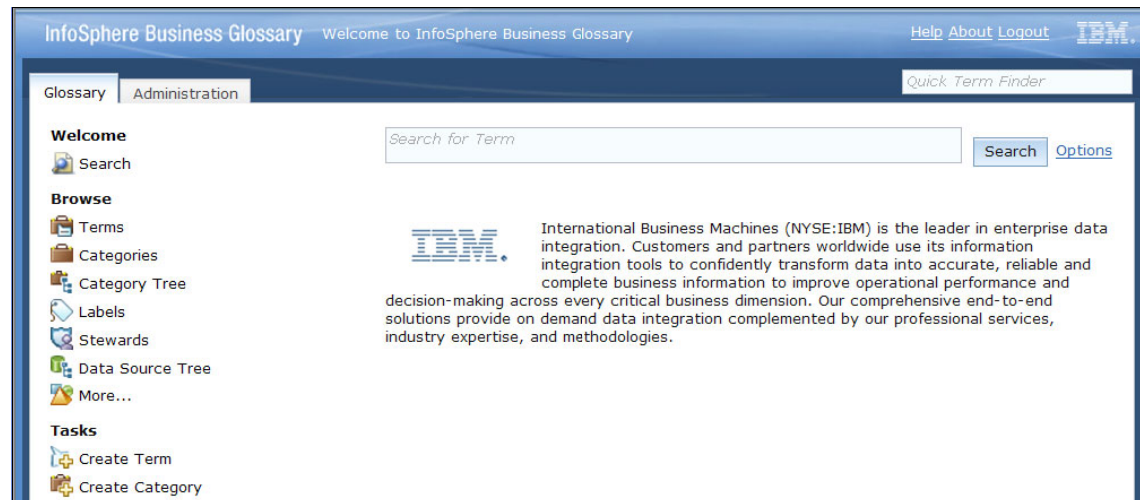 InfoSphere Business Glossary Welcome to InfoSphere Business Glossary Help About Logout IBM.
Quick Term Finder
Glossary Administration
Welcome
Search
Browse
Terms
Categories
Category Tree
Labels
Stewards
Data Source Tree
More...
Tasks
Create Term
Create Category
Search for Term
Search Options
IBM.
International Business Machines (NYSE:IBM) is the leader in enterprise data
integration. Customers and partners worldwide use its information
integration tools to confidently transform data into accurate, reliable and
complete business information to improve operational performance and
decision-making across every critical business dimension. Our comprehensive end-to-end
solutions provide on demand data integration complemented by our professional services,
industry expertise, and methodologies.